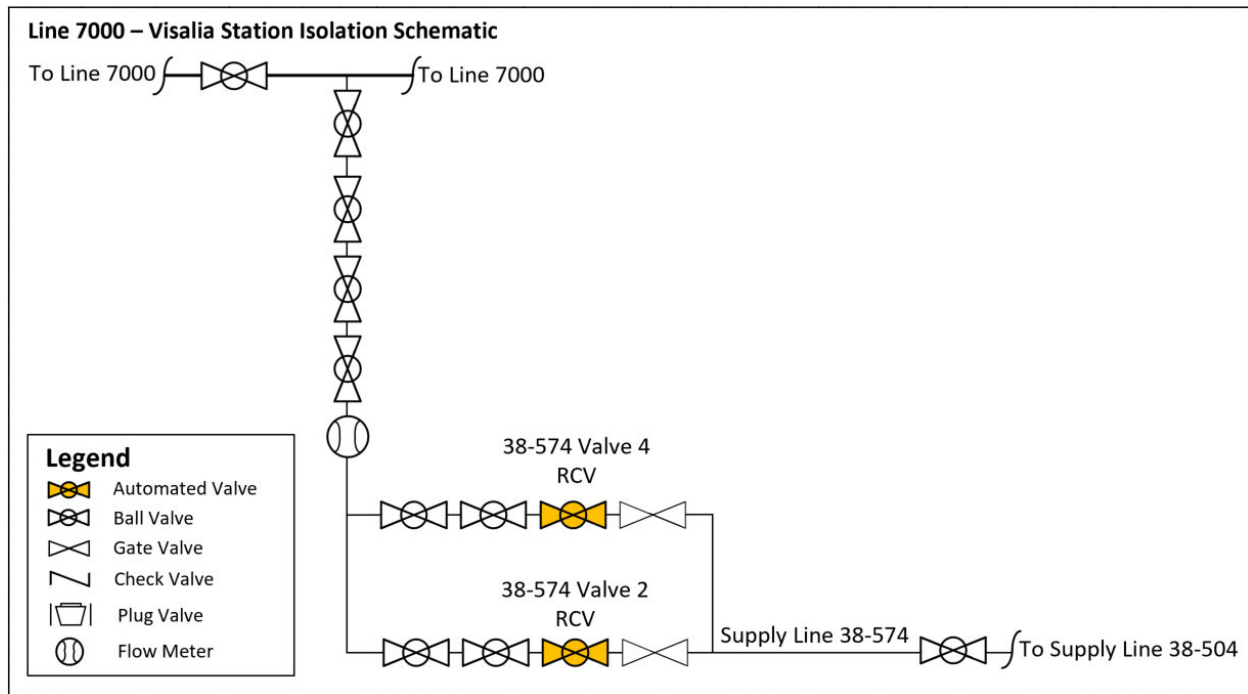 Line 7000 – Visalia Station Isolation Schematic
To Line 7000
To Line 7000
38-574 Valve 4
RCV
38-574 Valve 2
RCV
Supply Line 38-574
To Supply Line 38-504
Legend
Automated Valve
Ball Valve
Gate Valve
Check Valve
Plug Valve
Flow Meter